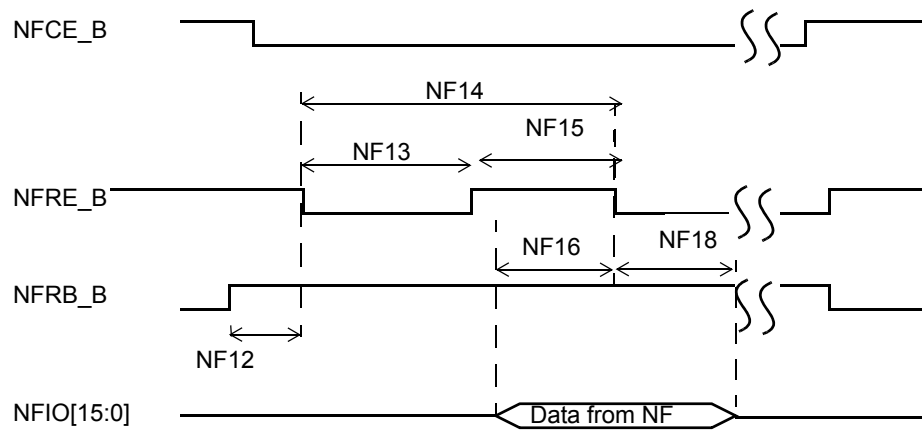 NFCE_B
NF14
NF15
NF13
NFRE_B
NF16
NF18
NFRB_B
NF12
NFIO[15:0]
Data from NF